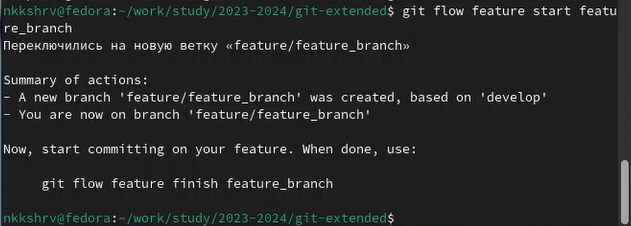 nkkshrv@fedora:~/work/study/2023-2024/git-extended$ git flow feature start featu
re_branch
Переключились на новую ветку «feature/feature_branch»
Summary of actions:
- A new branch 'feature/feature_branch' was created, based on 'develop'
- You are now on branch 'feature/feature_branch'
Now, start committing on your feature. When done, use:
git flow feature finish feature_branch
nkkshrv@fedora:~/work/study/2023-2024/git-extended$